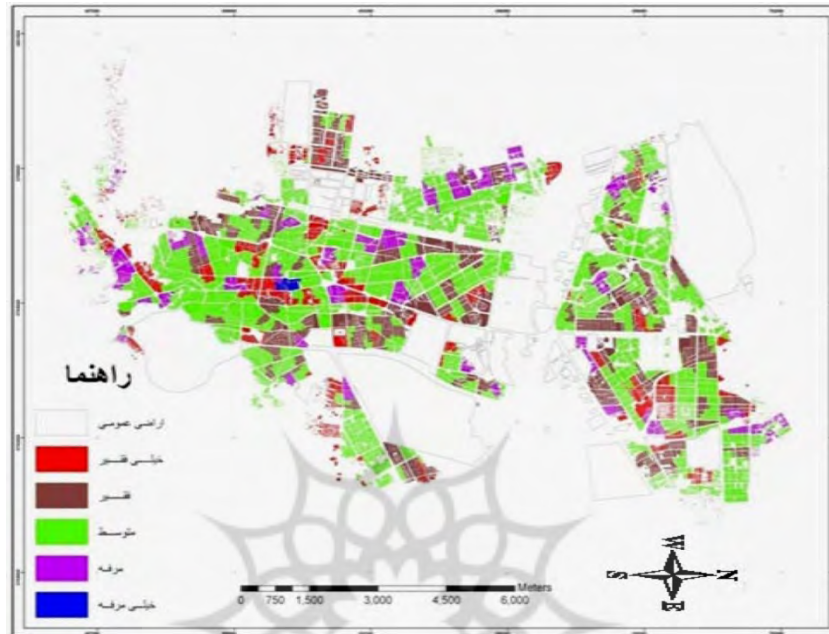 راهنما
اراضی عمومی
خیلی فقیر
فقیر
متوسط
مرفه
خیلی مرفه
Meters
0 750 1,500 3,000 4,500 6,000
W
S N
E